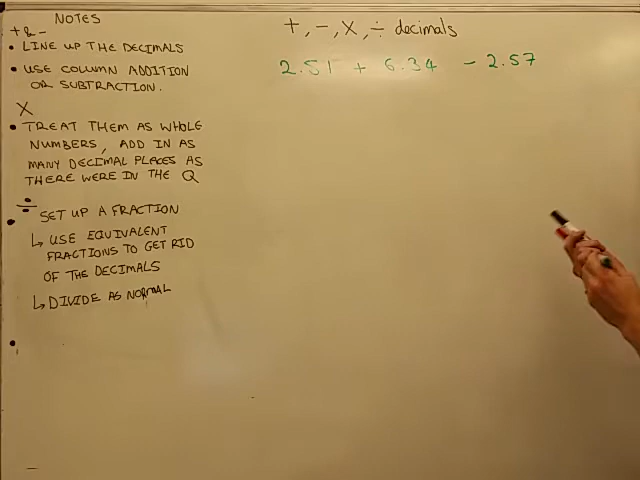 NOTES
+ & -
• LINE UP THE DECIMALS
• USE COLUMN ADDITION
OR SUBTRACTION.
X
• TREAT THEM AS WHOLE
NUMBERS, ADD IN AS
MANY DECIMAL PLACES AS
THERE WERE IN THE Q
÷
• SET UP A FRACTION
↳ USE EQUIVALENT
FRACTIONS TO GET RID
OF THE DECIMALS
↳ DIVIDE AS NORMAL
•
+, -, X, ÷ decimals
2.51 + 6.34 - 2.57